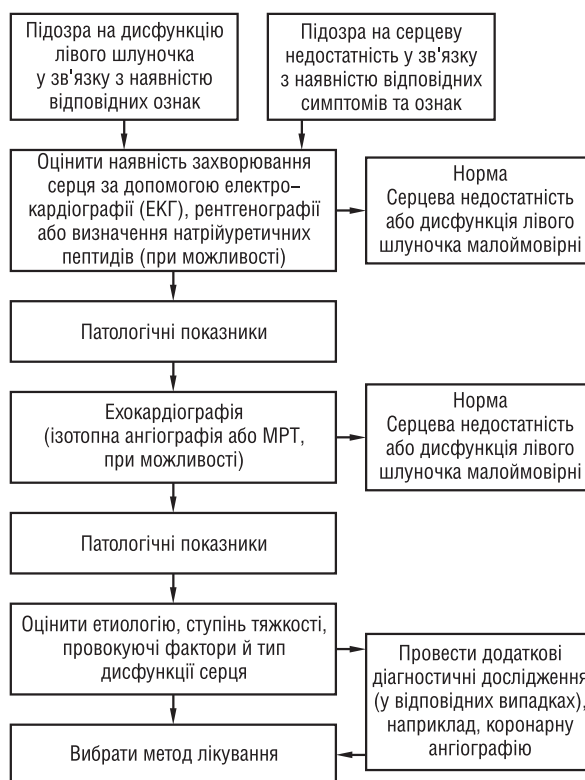 Підозра на дисфункцію
лівого шлуночка
у зв'язку з наявністю
відповідних ознак
Підозра на серцеву
недостатність у зв'язку
з наявністю відповідних
симптомів та ознак
Оцінити наявність захворювання
серця за допомогою електро–
кардіографії (ЕКГ), рентгенографії
або визначення натрійуретичних
пептидів (при можливості)
Норма
Серцева недостатність
або дисфункція лівого
шлуночка малоймовірні
Патологічні показники
Ехокардіографія
(ізотопна ангіографія або МРТ,
при можливості)
Норма
Серцева недостатність
або дисфункція лівого
шлуночка малоймовірні
Патологічні показники
Оцінити етиологію, ступінь тяжкості,
провокуючі фактори й тип
дисфункції серця
Провести додаткові
діагностичні дослідження
(у відповідних випадках),
наприклад, коронарну
ангіографію
Вибрати метод лікування